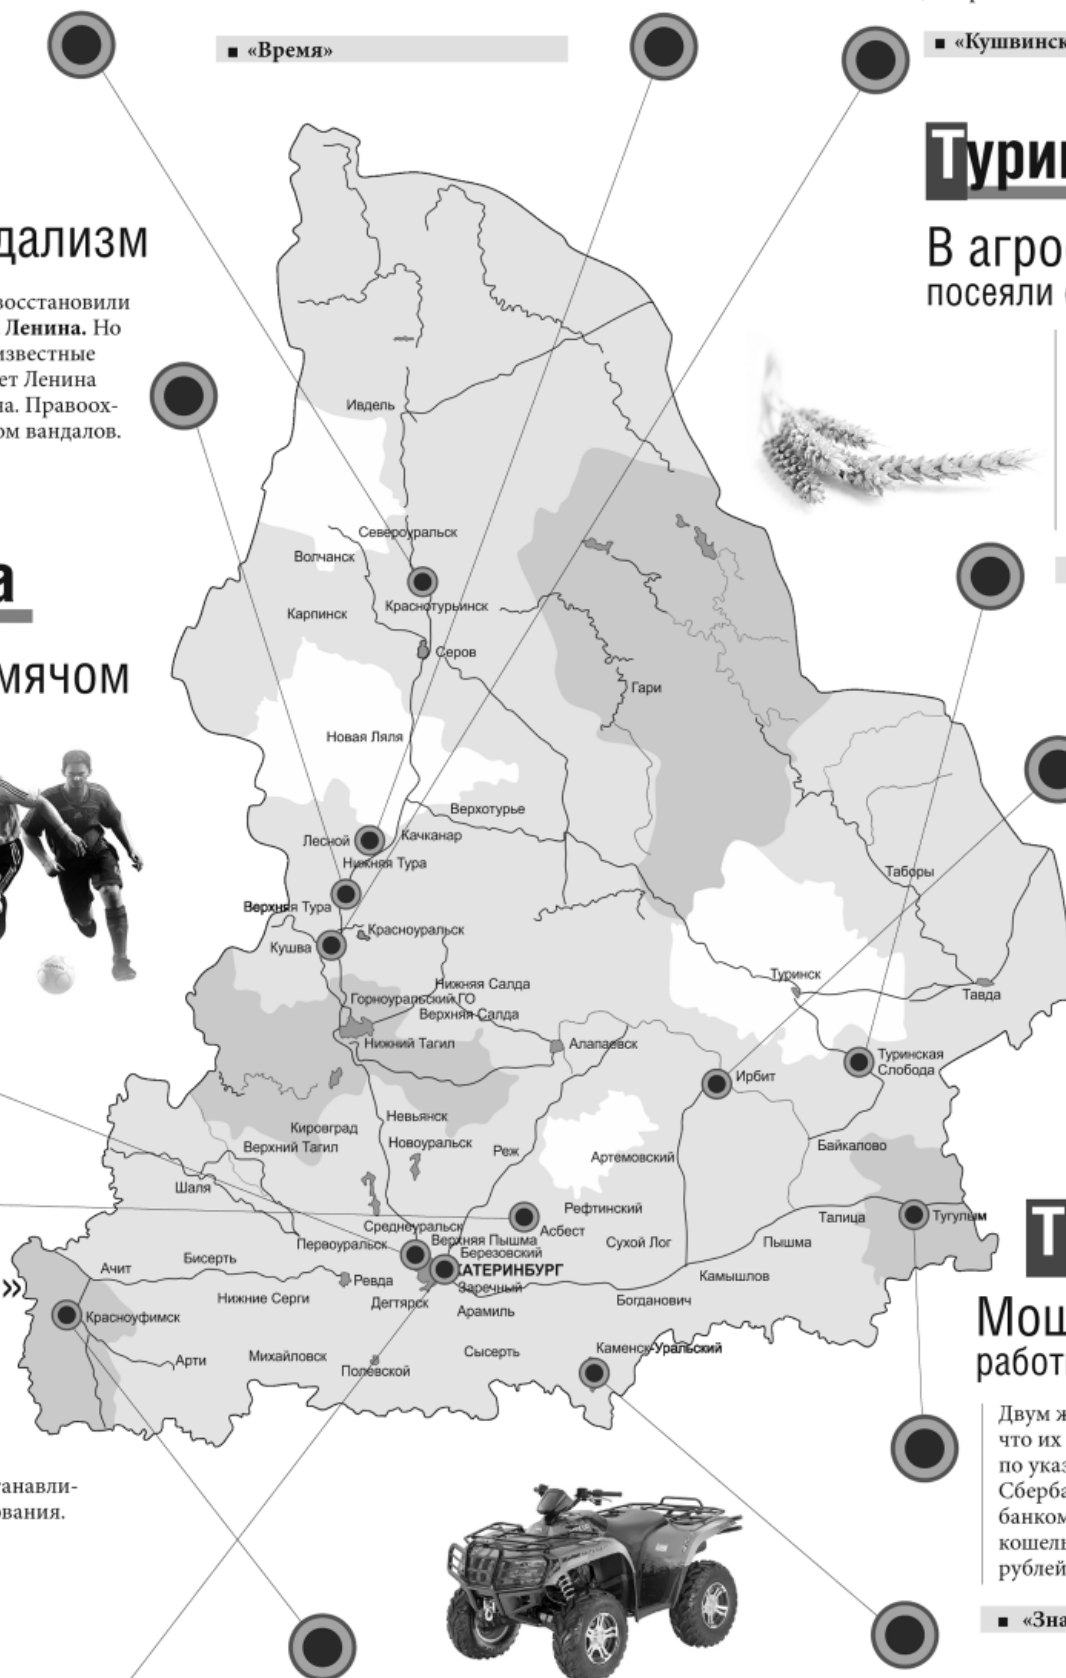 ■ «Время»
■ «Кушвинск
Турин
В агро
посеяли
дализм
восстановили
Ленина. Но
известные
ет Ленина
на. Правоох-
ом вандалов.
а
мячом
Ивдель
Североуральск
Волчанск
Краснотурьинск
Карпинск
Серов
Гари
Новая Ляля
Верхотурье
Лесной
Качканар
Нижняя Тура
Таборы
Верхняя Тура
Красноуральск
Кушва
Туринск
Нижняя Салда
Тавда
Горноуральский ГО
Верхняя Салда
Нижний Тагил
Алапаевск
Туринская
Слобода
Ирбит
Невьянск
Кировград
Новоуральск
Верхний Тагил
Реж
Артемовский
Байкалово
Шаля
Рефтинский
Талица
Тугулым
Среднеуральск
Асбест
Верхняя Пышма
Первоуральск
Сухой Лог
Пышма
Березовский
Бисерть
Ачит
КАТЕРИНБУРГ
Ревда
Камышлов
Заречный
Нижние Серги
Дегтярск
Богданович
Арамиль
Красноуфимск
Каменск-Уральский
Сысерть
Михайловск
Арти
Полевской
»
Т
Мош
работ
Двум ж
что их
по указ
Сберба
банком
кошель
рублей
■ «Зна
танавли-
ования.